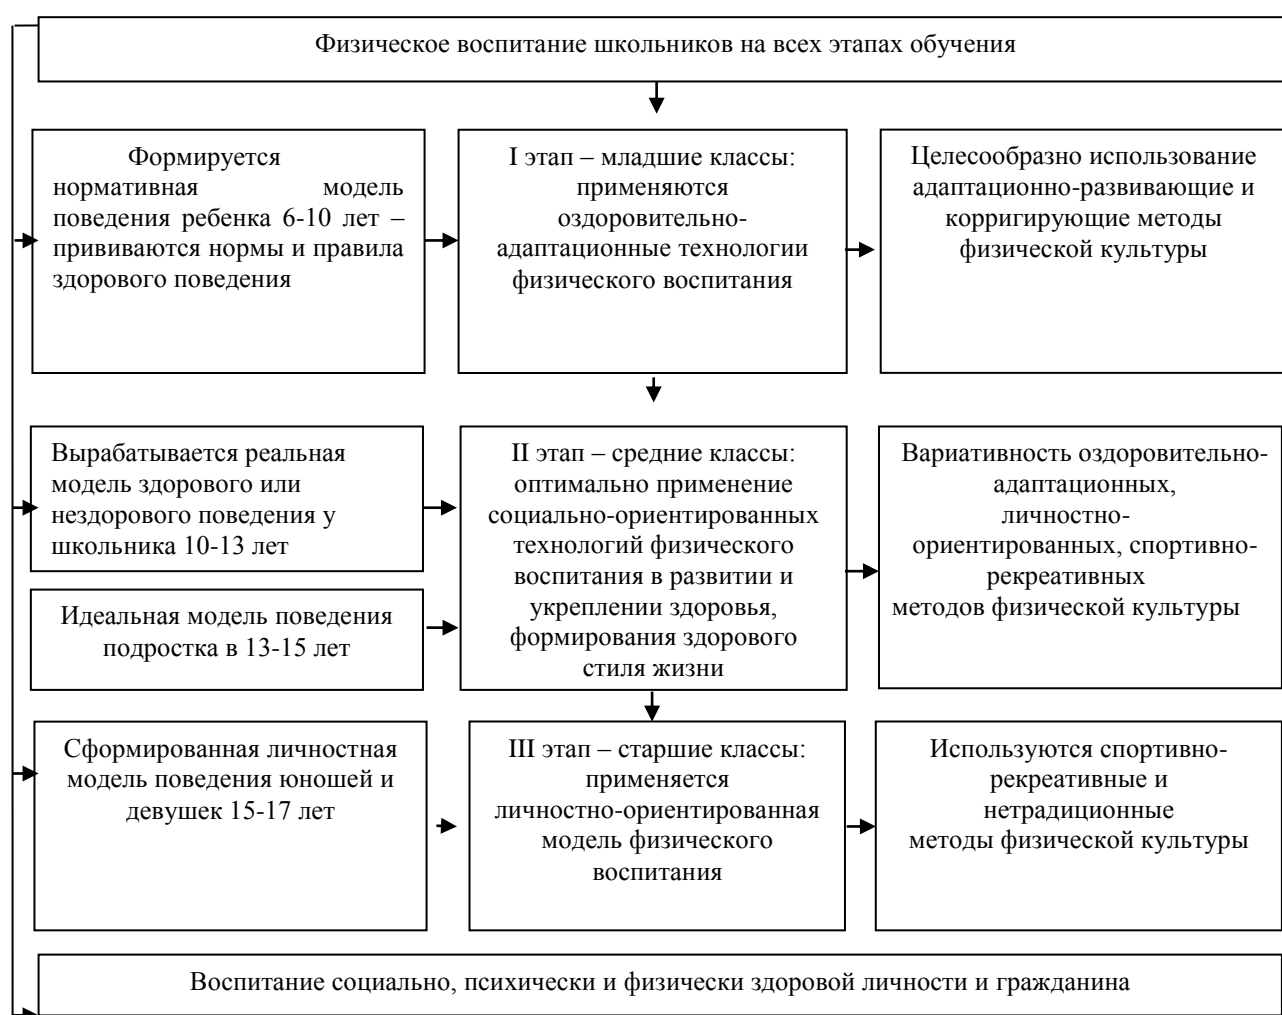 Физическое воспитание школьников на всех этапах обучения
Формируется
нормативная модель
поведения ребенка 6-10 лет –
прививаются нормы и правила
здорового поведения
I этап – младшие классы:
применяются
оздоровительно-
адаптационные технологии
физического воспитания
Целесообразно использование
адаптационно-развивающие и
корригирующие методы
физической культуры
Вырабатывается реальная
модель здорового или
нездорового поведения у
школьника 10-13 лет
Идеальная модель поведения
подростка в 13-15 лет
II этап – средние классы:
оптимально применение
социально-ориентированных
технологий физического
воспитания в развитии и
укреплении здоровья,
формирования здорового
стиля жизни
Вариативность оздоровительно-
адаптационных,
личностно-
ориентированных, спортивно-
рекреативных
методов физической культуры
Сформированная личностная
модель поведения юношей и
девушек 15-17 лет
III этап – старшие классы:
применяется
личностно-ориентированная
модель физического
воспитания
Используются спортивно-
рекреативные и
нетрадиционные
методы физической культуры
Воспитание социально, психически и физически здоровой личности и гражданина